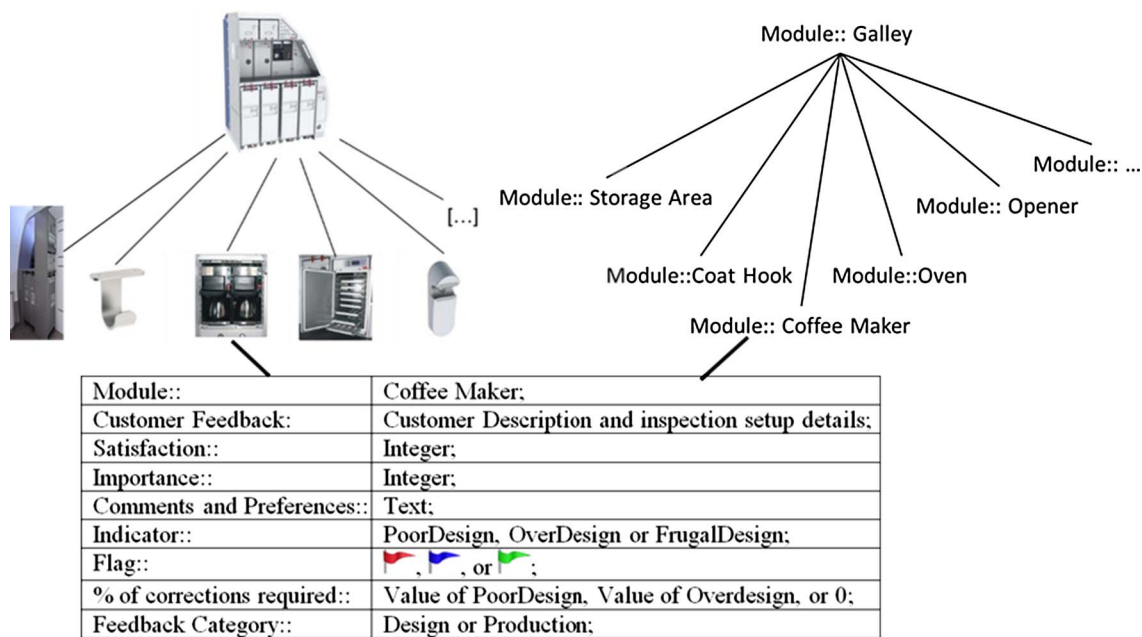 Module:: Galley
Module:: ...
[...]
Module:: Storage Area
Module:: Opener
Module::Coat Hook
Module::Oven
Module:: Coffee Maker
Module:: Coffee Maker;
Customer Feedback: Customer Description and inspection setup details;
Satisfaction:: Integer;
Importance:: Integer;
Comments and Preferences:: Text;
Indicator:: PoorDesign, OverDesign or FrugalDesign;
Flag:: , , or ;
% of corrections required:: Value of PoorDesign, Value of Overdesign, or 0;
Feedback Category:: Design or Production;